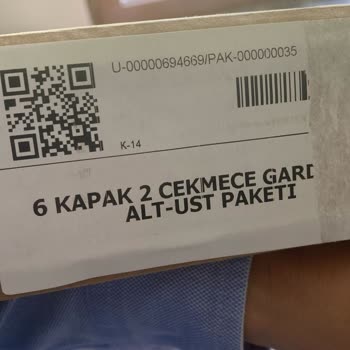 U-00000694669/PAK-000000035
K-14
6 KAPAK 2 CEKMECE GARD
ALT-UST PAKETI